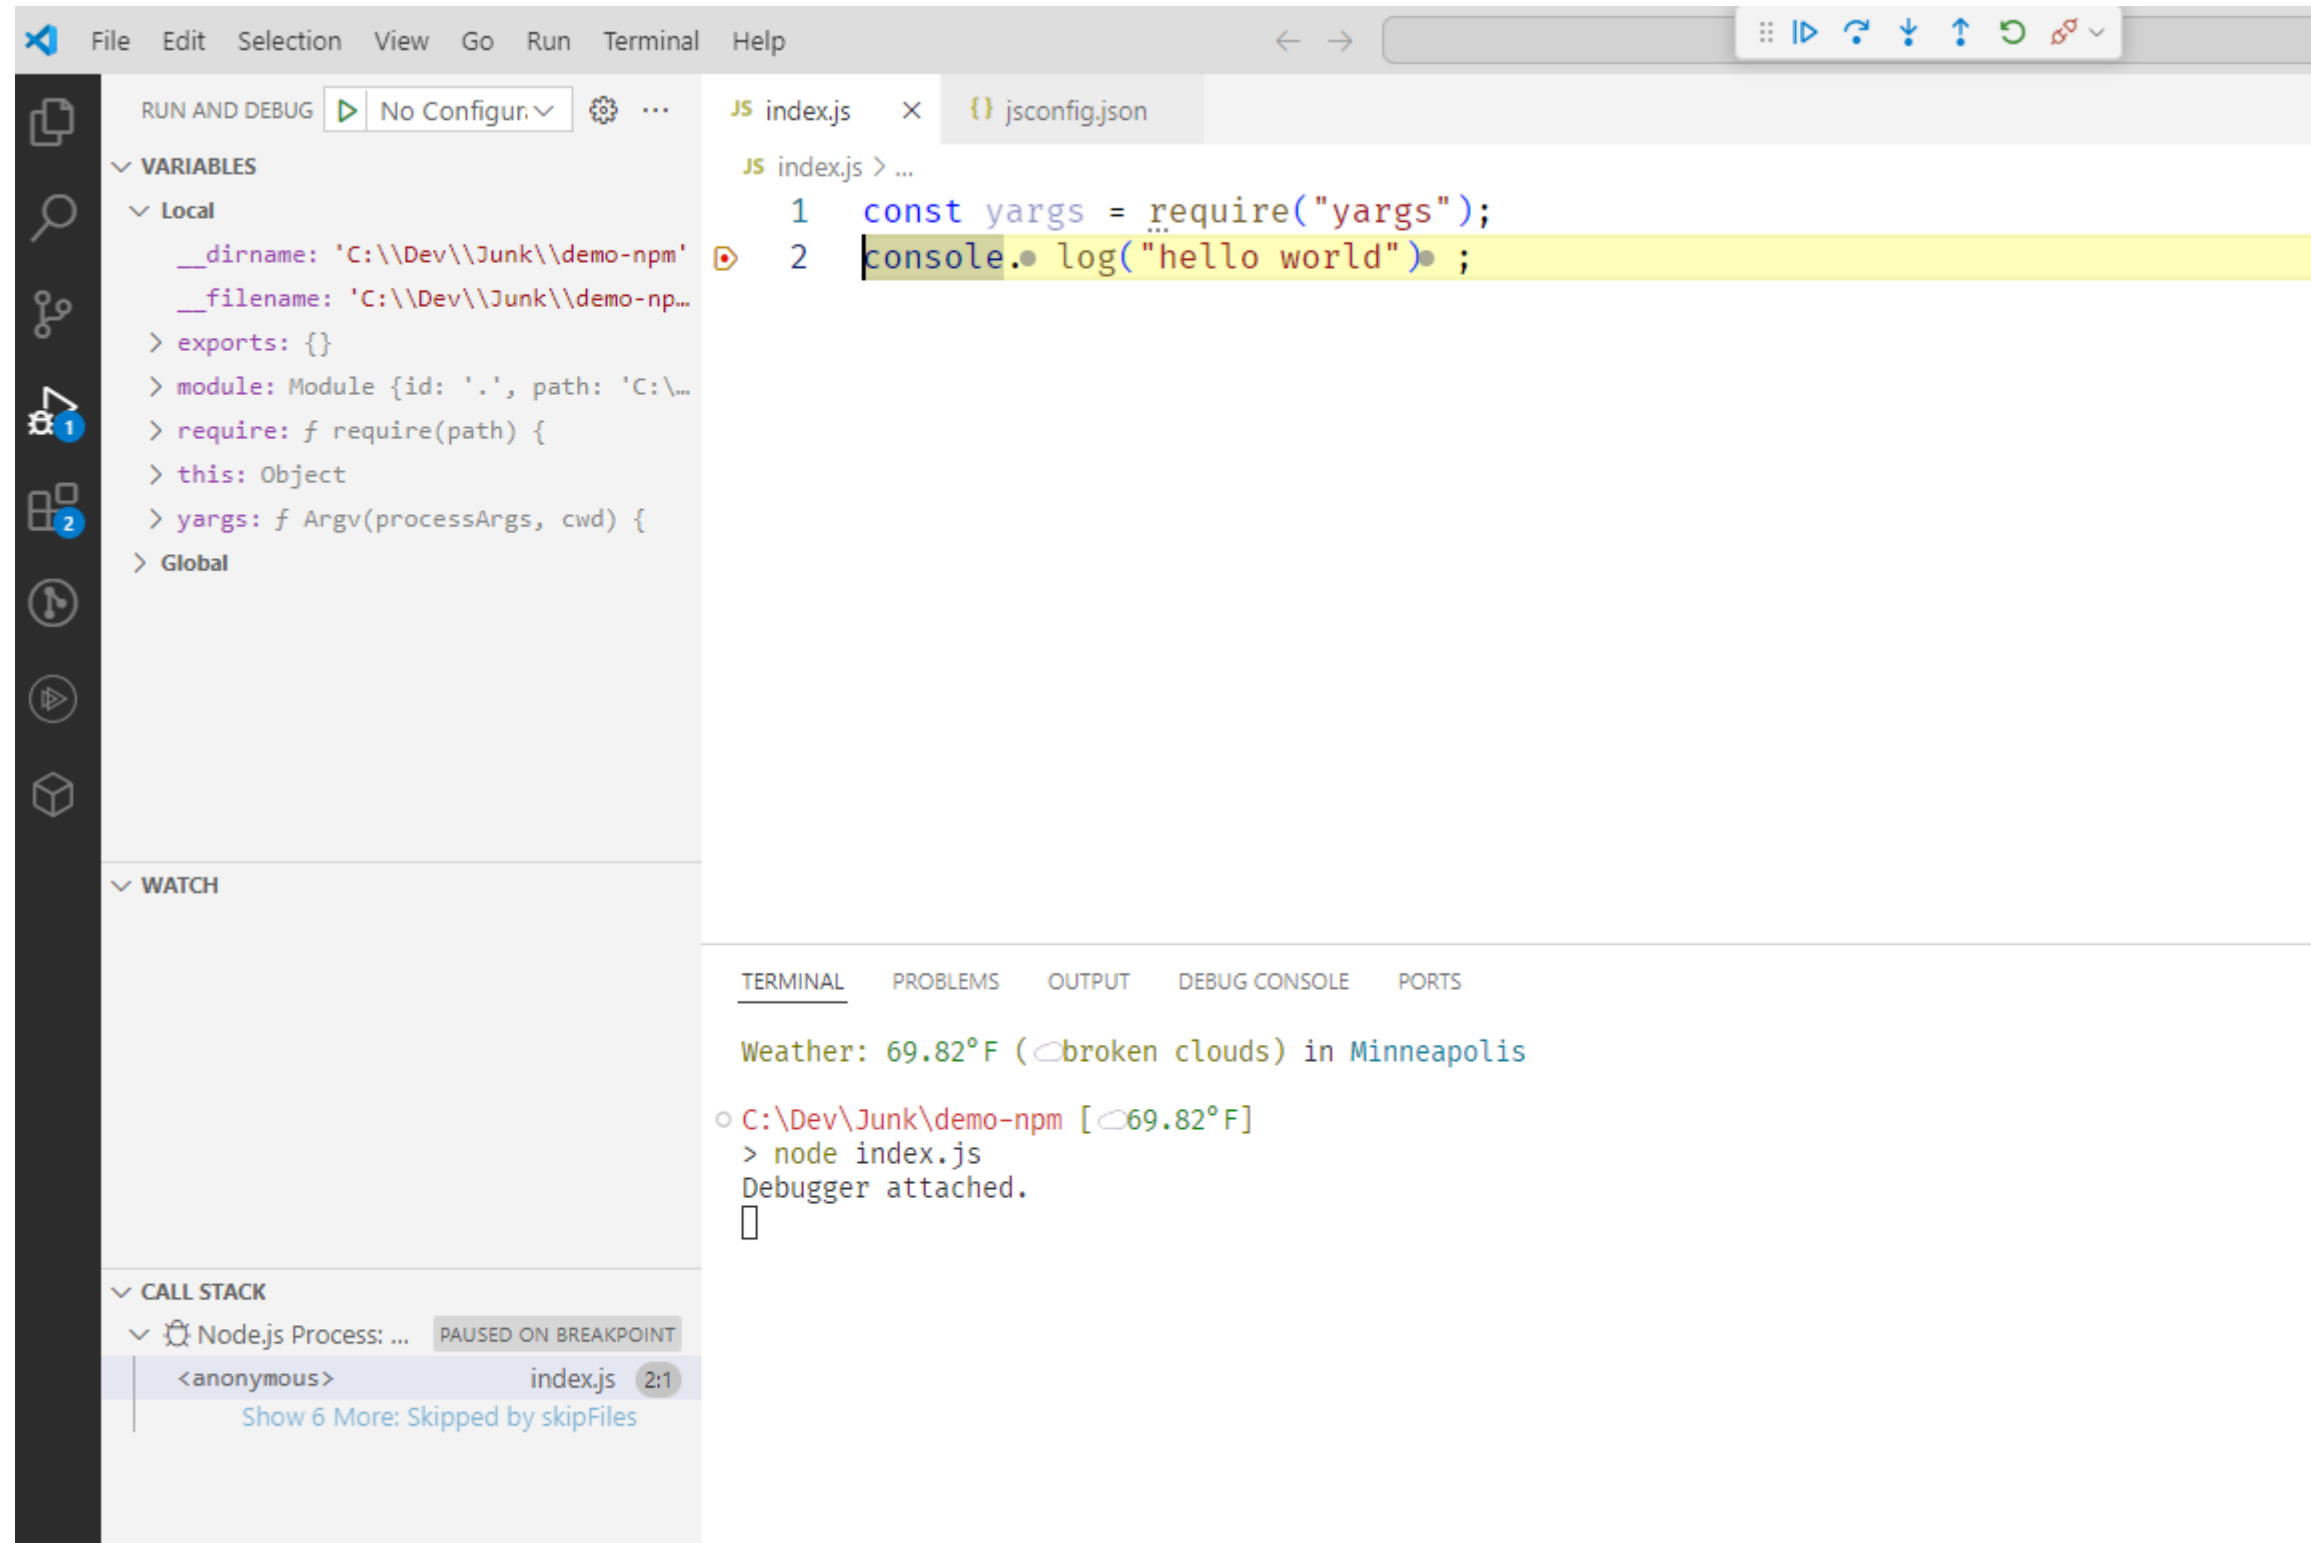 File Edit Selection View Go Run Terminal Help
RUN AND DEBUG No Configur
VARIABLES
Local
__dirname: 'C:\\Dev\\Junk\\demo-npm'
__filename: 'C:\\Dev\\Junk\\demo-np…
exports: {}
module: Module {id: '.', path: 'C:\…
require: ƒ require(path) {
this: Object
yargs: ƒ Argv(processArgs, cwd) {
Global
1
2
WATCH
CALL STACK
Node.js Process: ... PAUSED ON BREAKPOINT
<anonymous> index.js 2:1
Show 6 More: Skipped by skipFiles
JS index.js {} jsconfig.json
JS index.js > ...
1 const yargs = require("yargs");
2 console. log("hello world") ;
TERMINAL PROBLEMS OUTPUT DEBUG CONSOLE PORTS
Weather: 69.82°F (broken clouds) in Minneapolis
C:\Dev\Junk\demo-npm [69.82°F]
> node index.js
Debugger attached.